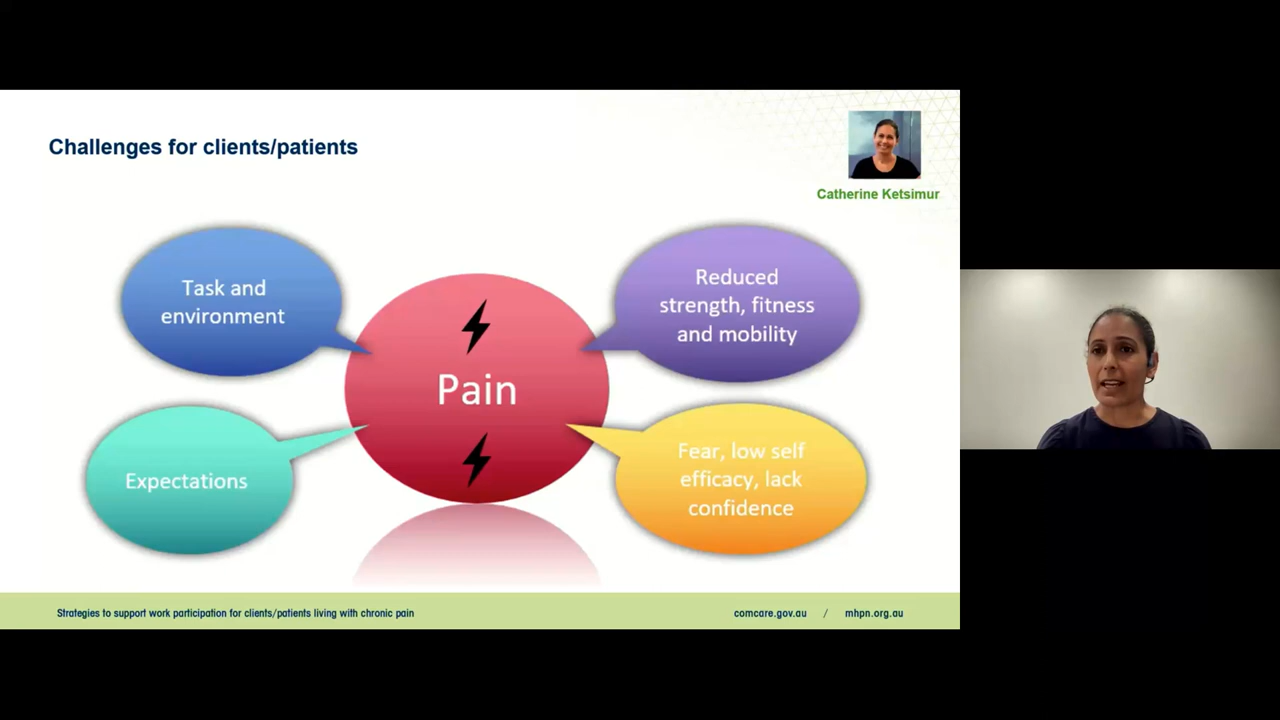 Challenges for clients/patients
Catherine Ketsimur
Task and
environment
Reduced
strength, fitness
and mobility
Pain
Expectations
Fear, low self
efficacy, lack
confidence
Strategies to support work participation for clients/patients living with chronic pain
comcare.gov.au / mhpn.org.au